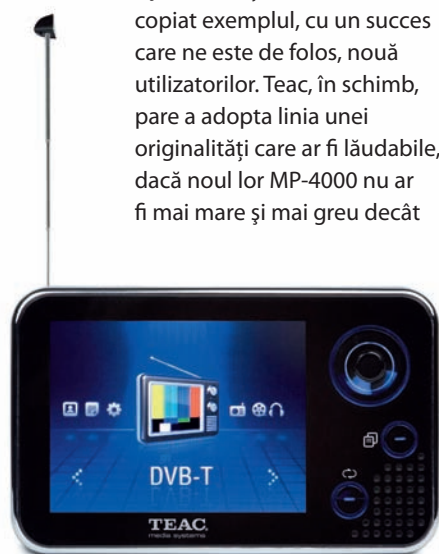 copiat exemplul, cu un succes
care ne este de folos, nouă
utilizatorilor. Teac, în schimb,
pare a adopta linia unei
originalităţi care ar fi lăudabile,
dacă noul lor MP-4000 nu ar
fi mai mare şi mai greu decât
DVB-T
TEAC
media systems